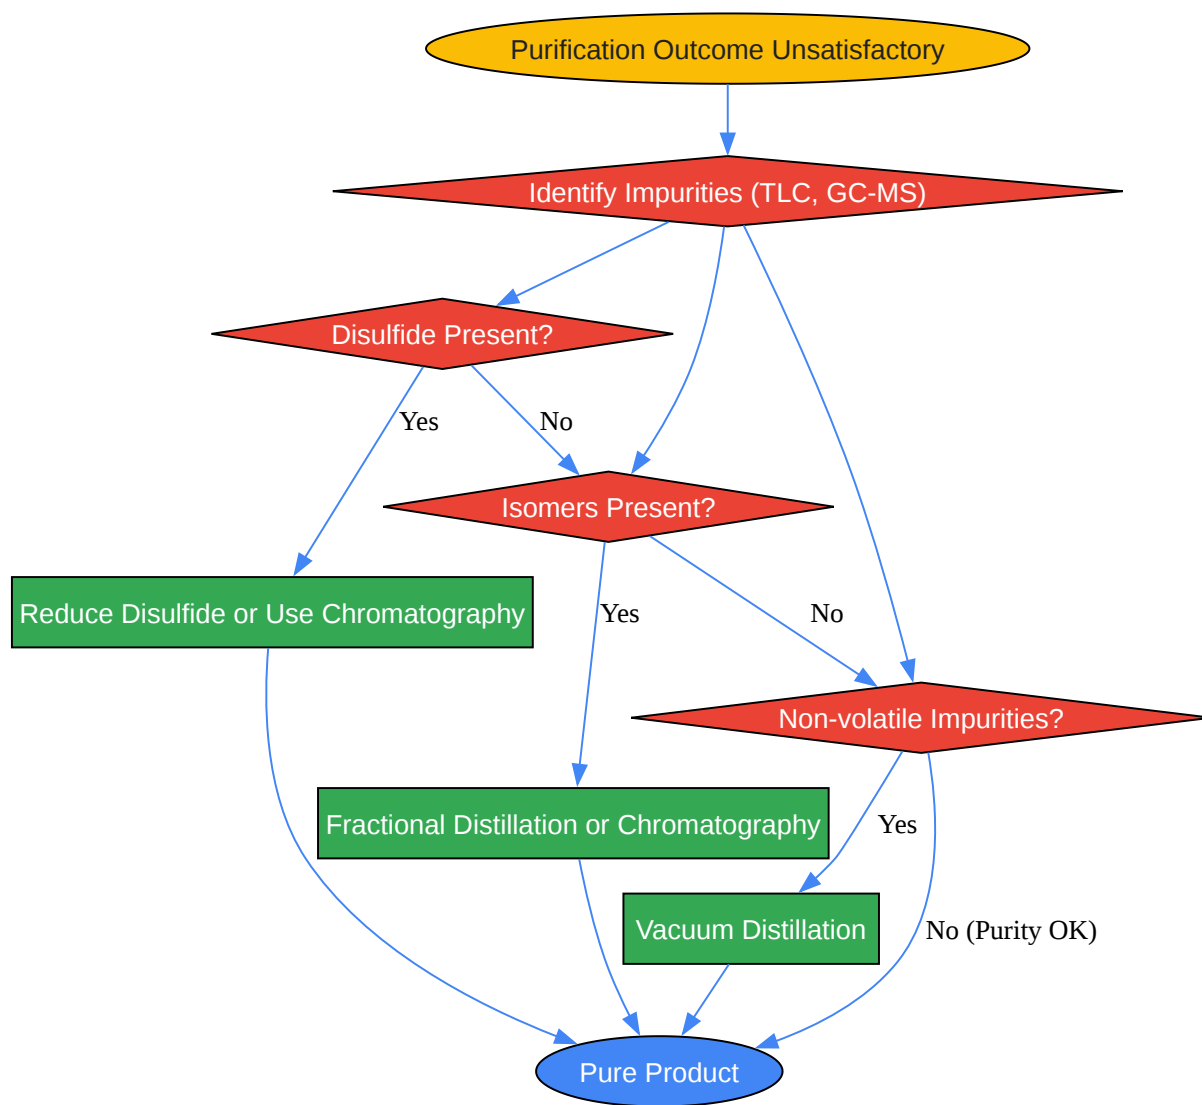 Purification Outcome Unsatisfactory
Identify Impurities (TLC, GC-MS)
Disulfide Present?
Yes
No
Isomers Present?
Reduce Disulfide or Use Chromatography
Yes
No
Non-volatile Impurities?
Fractional Distillation or Chromatography
Yes
Vacuum Distillation
No (Purity OK)
Pure Product